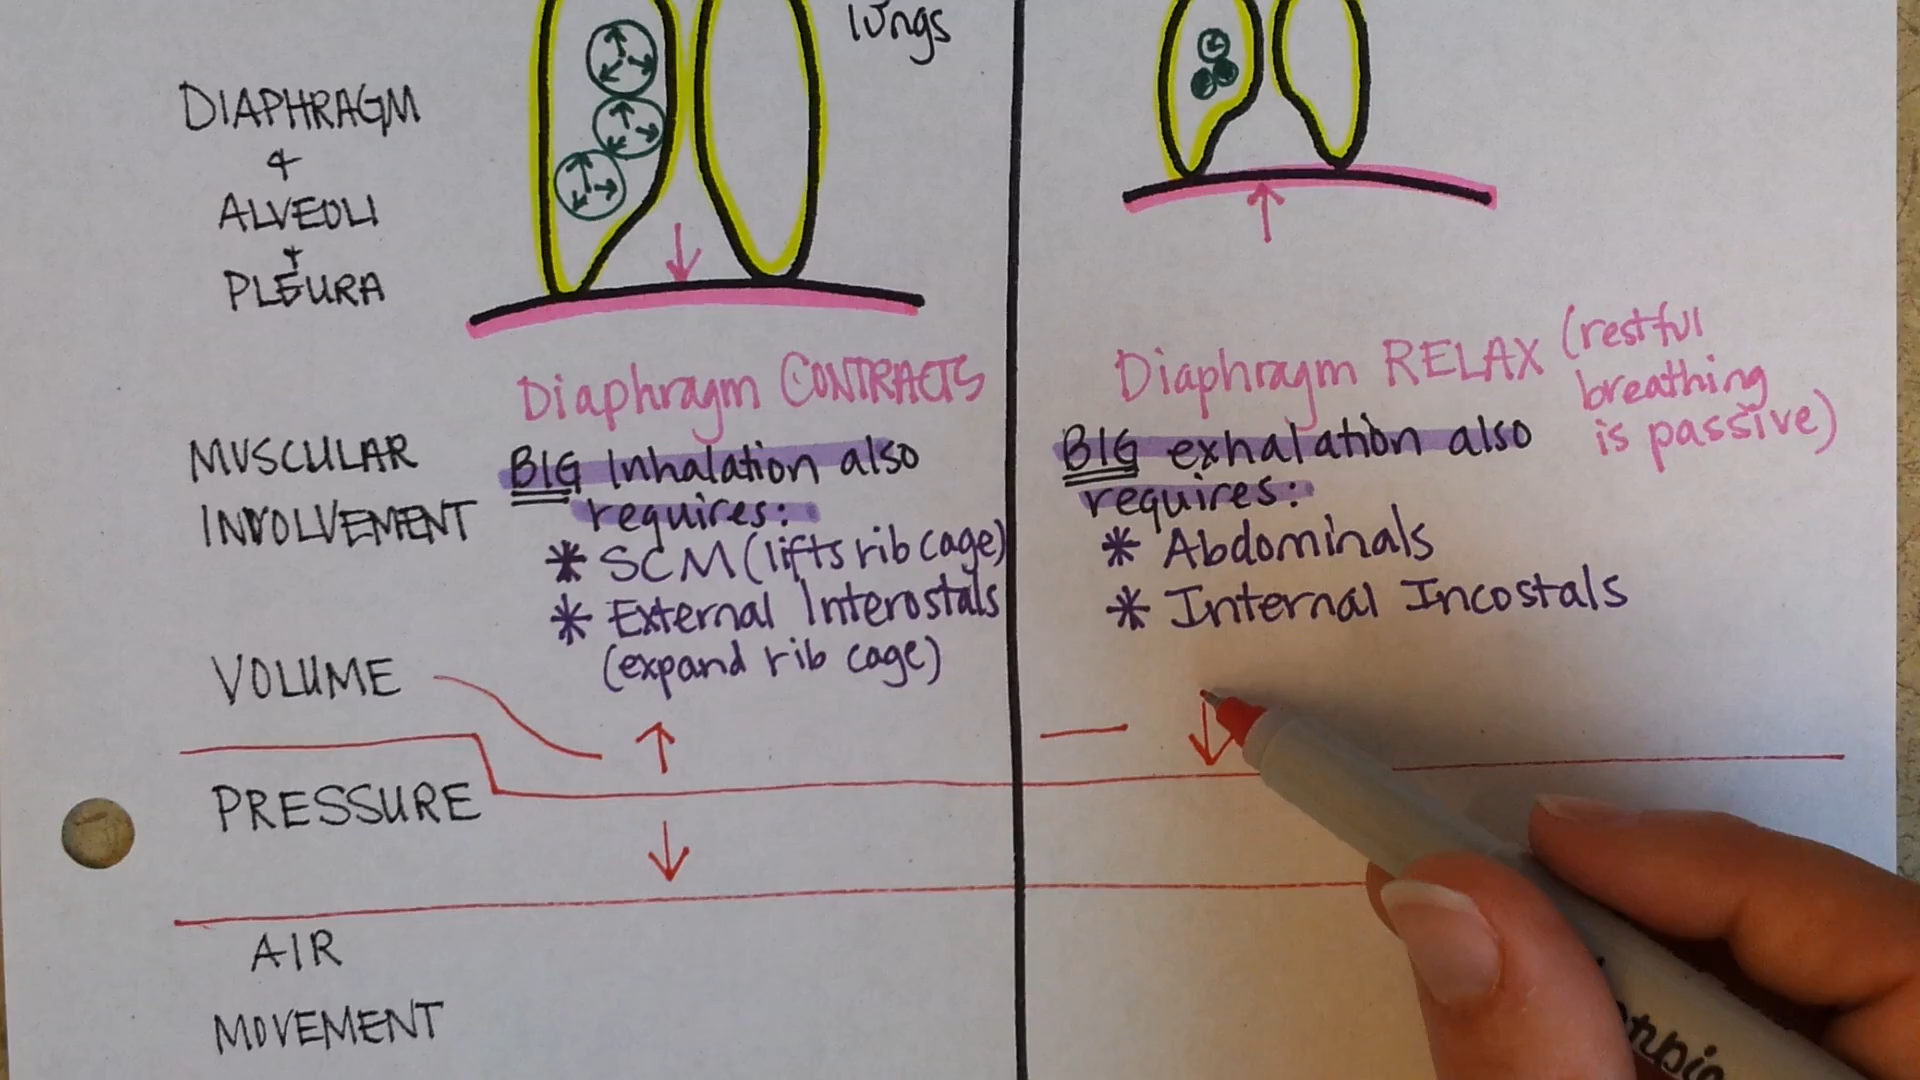 lungs
DIAPHRAGM
+
ALVEOLI
+
PLEURA
Diaphragm CONTRACTS
Diaphragm RELAX (restful
breathing
is passive)
MUSCULAR
INVOLVEMENT
BIG Inhalation also
requires:
* SCM (lifts rib cage)
* External Interostals
(expand rib cage)
BIG exhalation also
requires:
* Abdominals
* Internal Incostals
VOLUME
PRESSURE
AIR
MOVEMENT